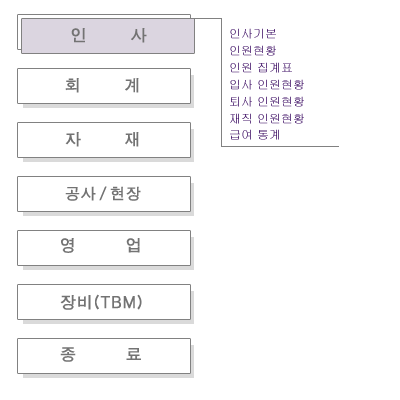 인 사
인사기본
인원현황
인원 집계표
입사 인원현황
퇴사 인원현황
재직 인원현황
급여 통계
회 계
자 재
공사/현장
영 업
장비(TBM)
종 료